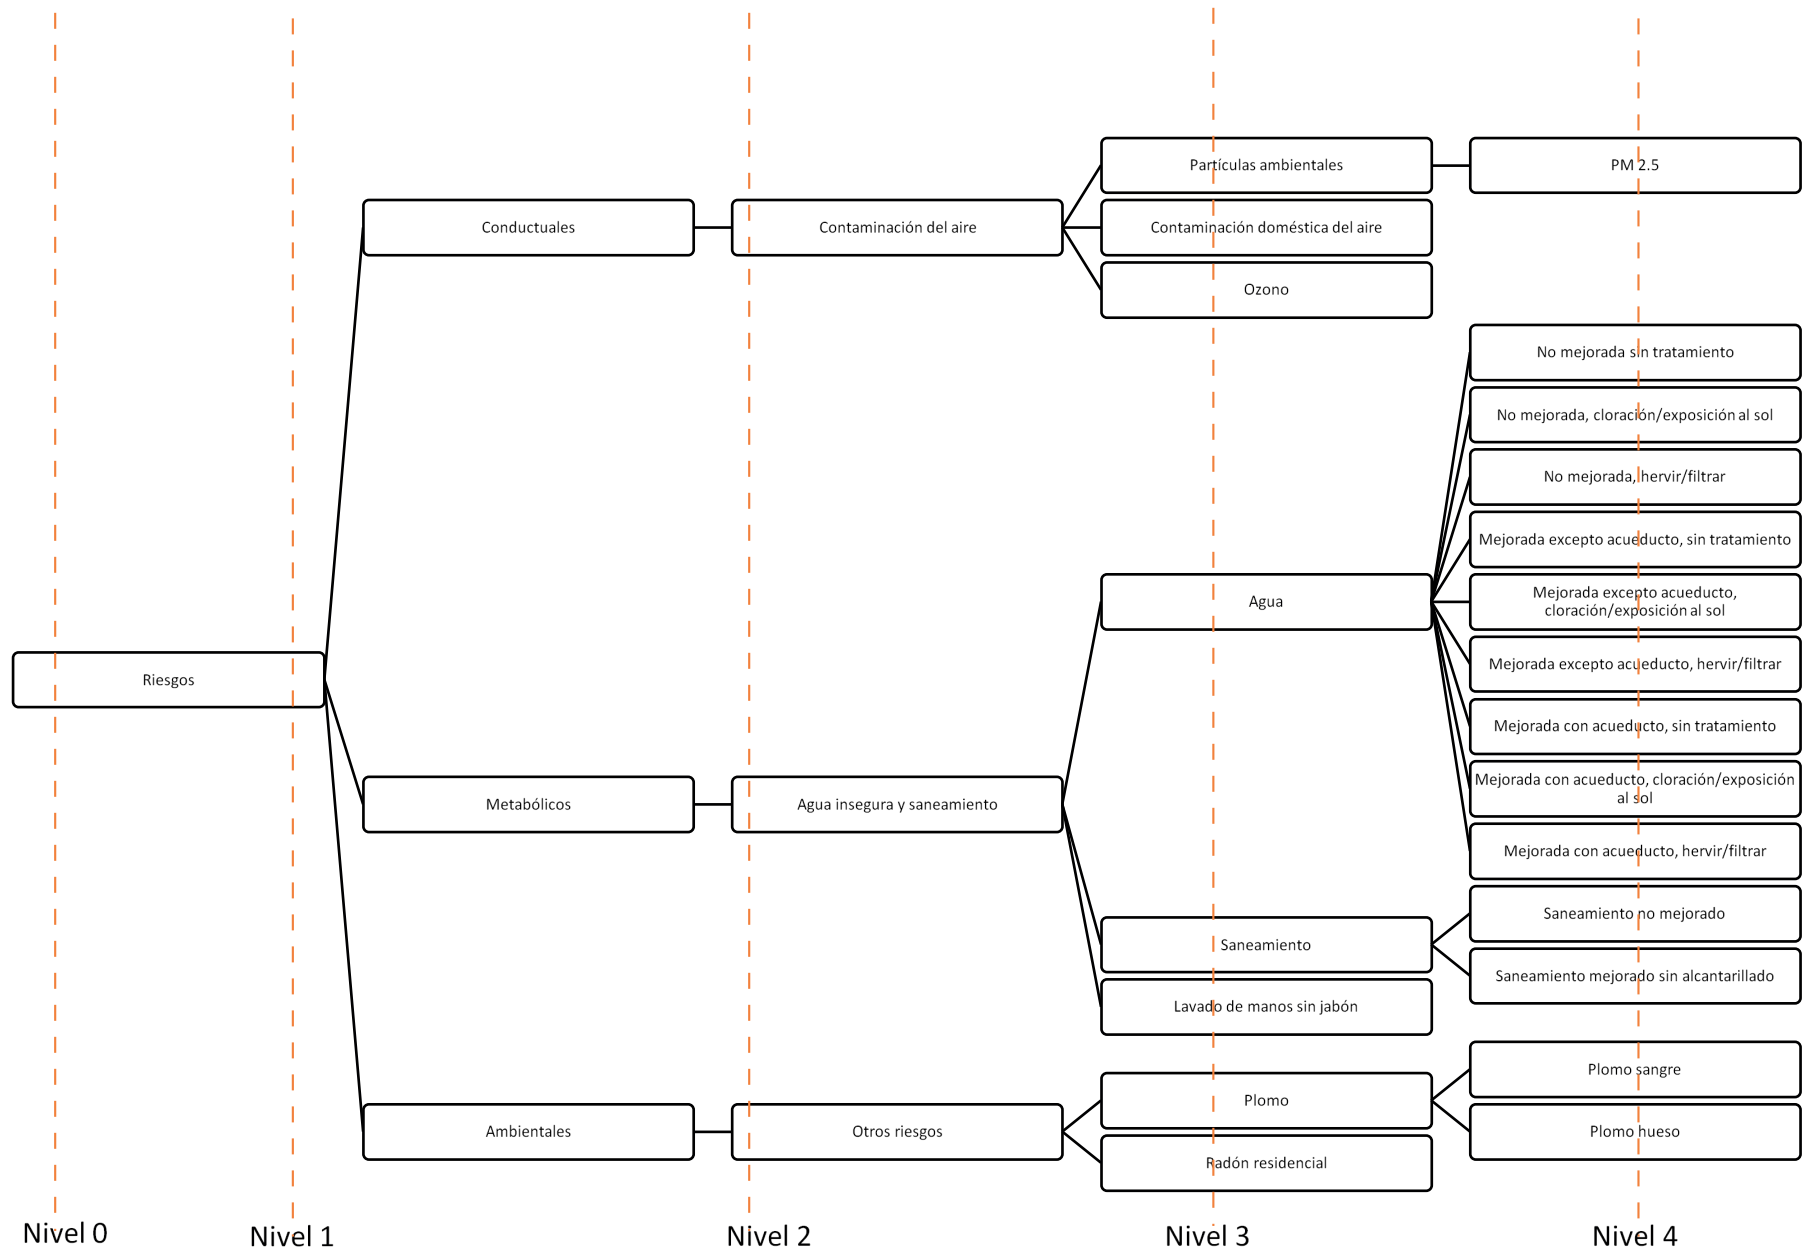 Partículas ambientales
PM 2.5
Conductuales
Contaminación del aire
Contaminación doméstica del aire
Ozono
No mejorada sin tratamiento
No mejorada, cloración/exposición al sol
No mejorada, hervir/filtrar
Mejorada excepto acueducto, sin tratamiento
Agua
Mejorada excepto acueducto,
cloración/exposición al sol
Mejorada excepto acueducto, hervir/filtrar
Riesgos
Mejorada con acueducto, sin tratamiento
Mejorada con acueducto, cloración/exposición
al sol
Metabólicos
Agua insegura y saneamiento
Mejorada con acueducto, hervir/filtrar
Saneamiento no mejorado
Saneamiento
Saneamiento mejorado sin alcantarillado
Lavado de manos sin jabón
Plomo sangre
Plomo
Ambientales
Otros riesgos
Plomo hueso
Radón residencial
Nivel 0
Nivel 1
Nivel 2
Nivel 3
Nivel 4